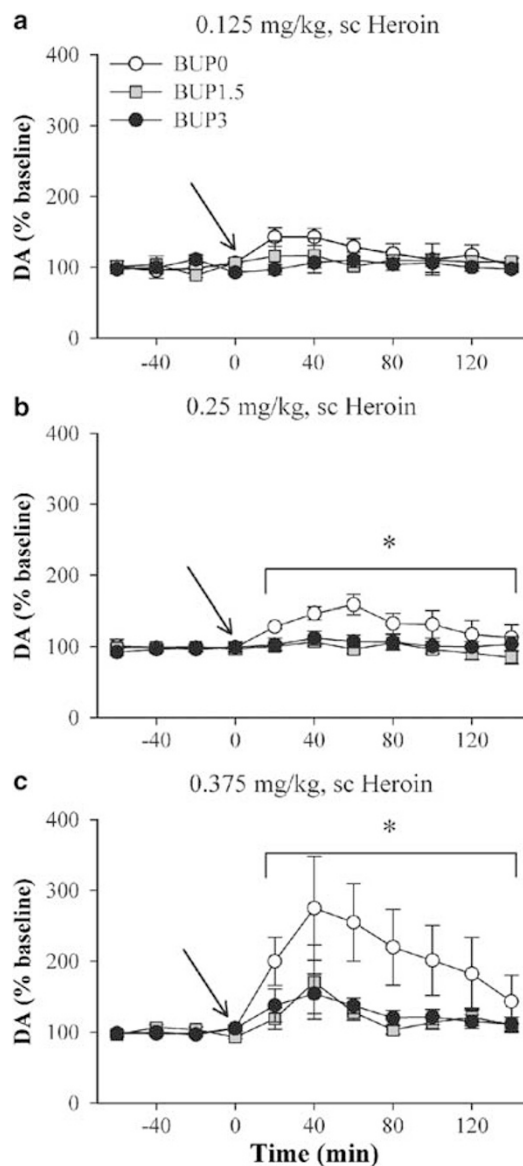 a
0.125 mg/kg, sc Heroin
400
300
200
100
0
DA (% baseline)
BUP0
BUP1.5
BUP3
-40 0 40 80 120
b
0.25 mg/kg, sc Heroin
400
300
200
100
0
DA (% baseline)
*
-40 0 40 80 120
c
0.375 mg/kg, sc Heroin
400
300
200
100
0
DA (% baseline)
*
-40 0 40 80 120
Time (min)